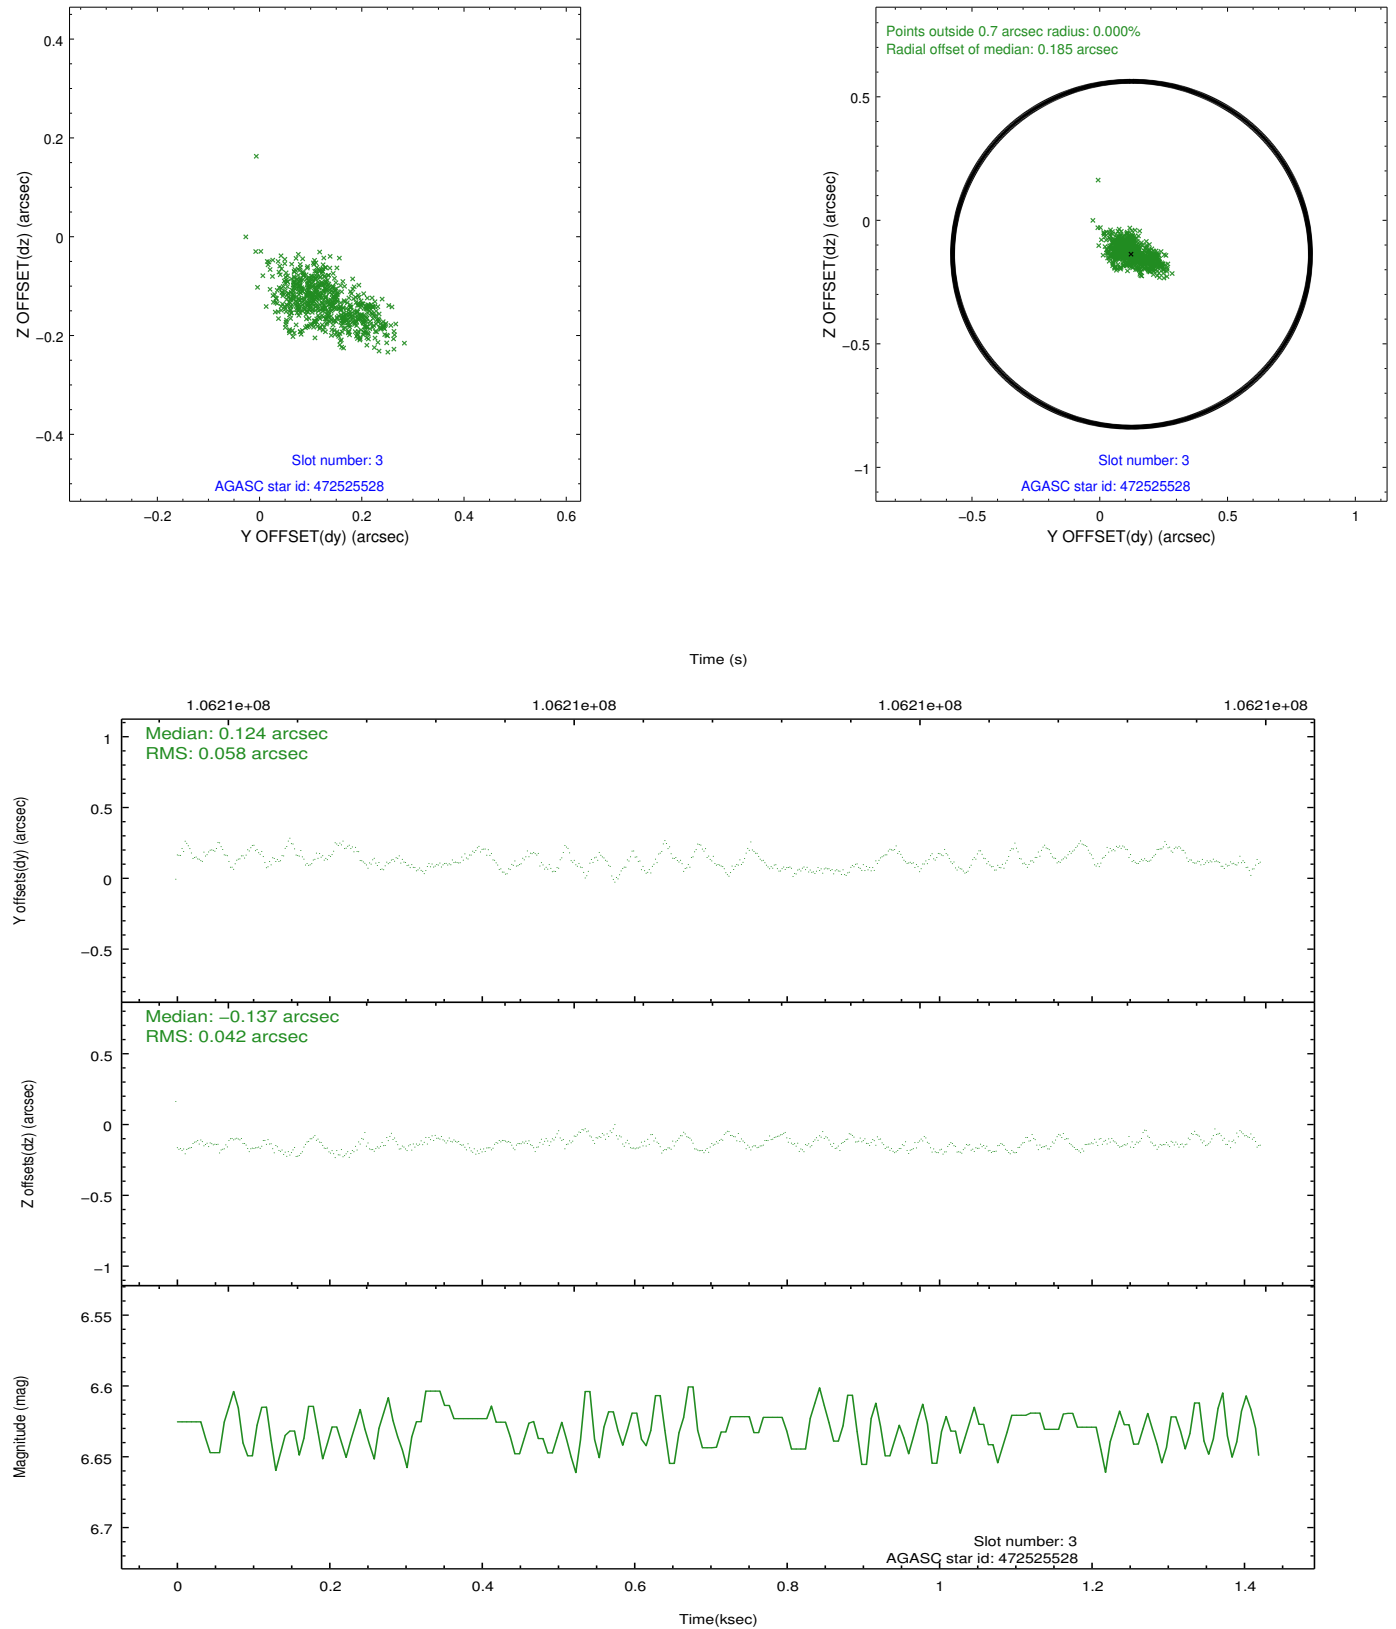 0.4
0.2
0
−0.2
−0.4
Z OFFSET(dz) (arcsec)
Slot number: 3
AGASC star id: 472525528
−0.2 0 0.2 0.4 0.6
Y OFFSET(dy) (arcsec)
Points outside 0.7 arcsec radius: 0.000%
Radial offset of median: 0.185 arcsec
0.5
0
−0.5
−1
Z OFFSET(dz) (arcsec)
Slot number: 3
AGASC star id: 472525528
−0.5 0 0.5 1
Y OFFSET(dy) (arcsec)
Time (s)
1.0621e+08 1.0621e+08 1.0621e+08 1.0621e+08
Median: 0.124 arcsec
RMS: 0.058 arcsec
1
0.5
0
−0.5
Y offsets(dy) (arcsec)
Median: −0.137 arcsec
RMS: 0.042 arcsec
0.5
0
−0.5
−1
Z offsets(dz) (arcsec)
6.55
6.6
6.65
6.7
Magnitude (mag)
Slot number: 3
AGASC star id: 472525528
0 0.2 0.4 0.6 0.8 1 1.2 1.4
Time(ksec)